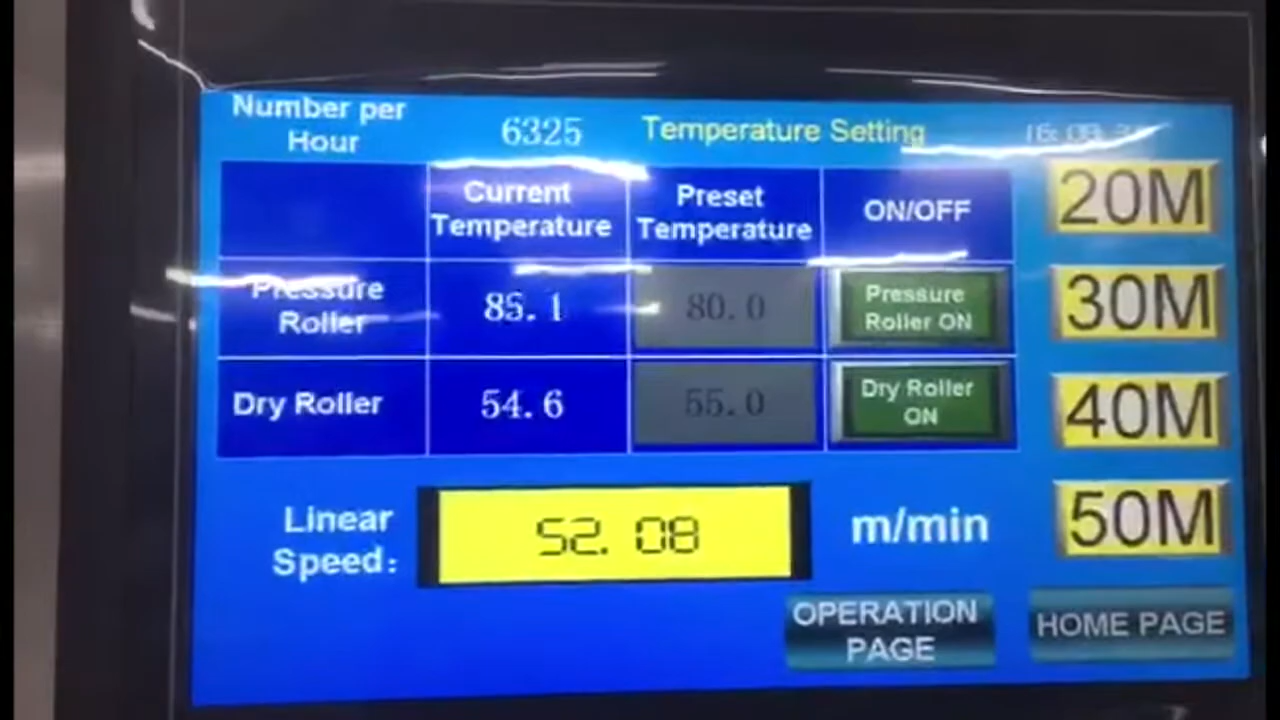 Number per Hour
6325
Temperature Setting
Current Temperature
Preset Temperature
ON/OFF
20M
Pressure Roller
85.1
80.0
Pressure Roller ON
30M
Dry Roller
54.6
55.0
Dry Roller ON
40M
Linear Speed:
52.08
m/min
50M
OPERATION PAGE
HOME PAGE